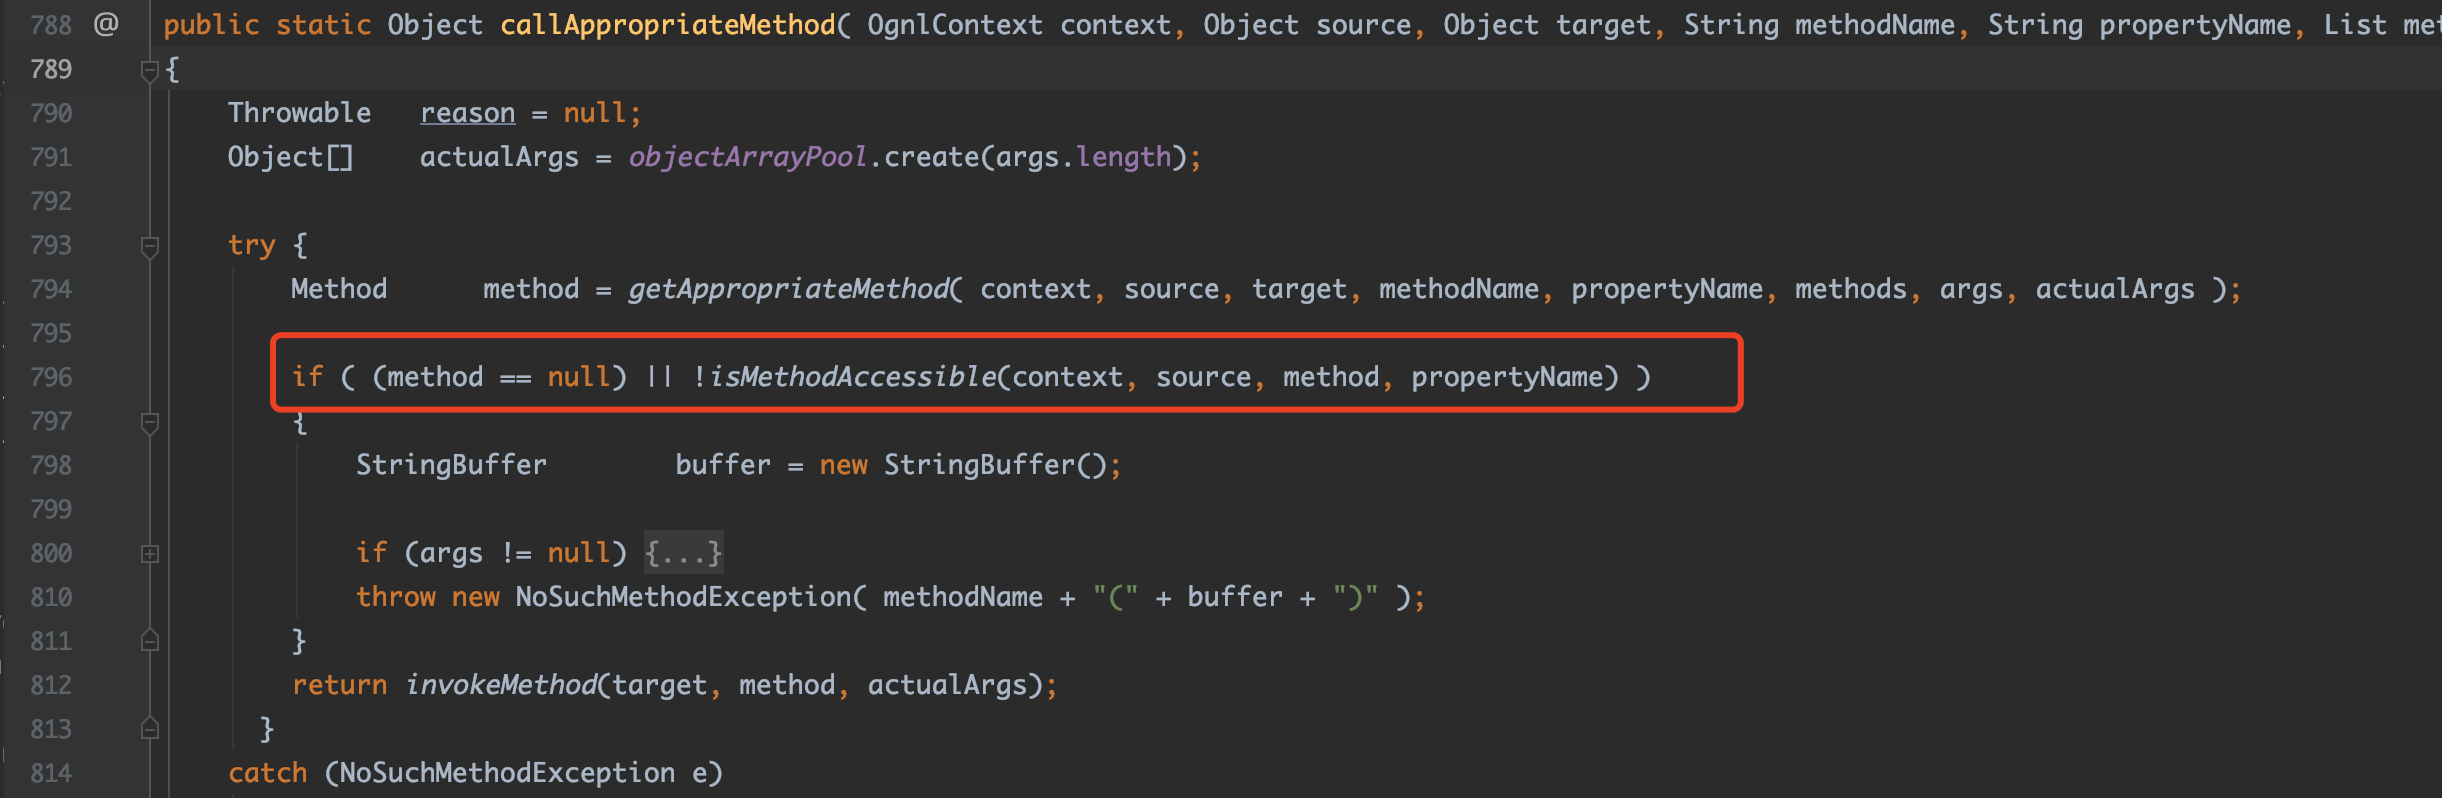 788 @ public static Object callAppropriateMethod( OgnlContext context, Object source, Object target, String methodName, String propertyName, List
789 {
790 Throwable reason = null;
791 Object[] actualArgs = objectArrayPool.create(args.length);
792
793 try {
794 Method method = getAppropriateMethod( context, source, target, methodName, propertyName, methods, args, actualArgs );
795
796 if ( (method == null) || !isMethodAccessible(context, source, method, propertyName) )
797 {
798 StringBuffer buffer = new StringBuffer();
799
800 if (args != null) {...}
810 throw new NoSuchMethodException( methodName + "(" + buffer + ")" );
811 }
812 return invokeMethod(target, method, actualArgs);
813 }
814 catch (NoSuchMethodException e)